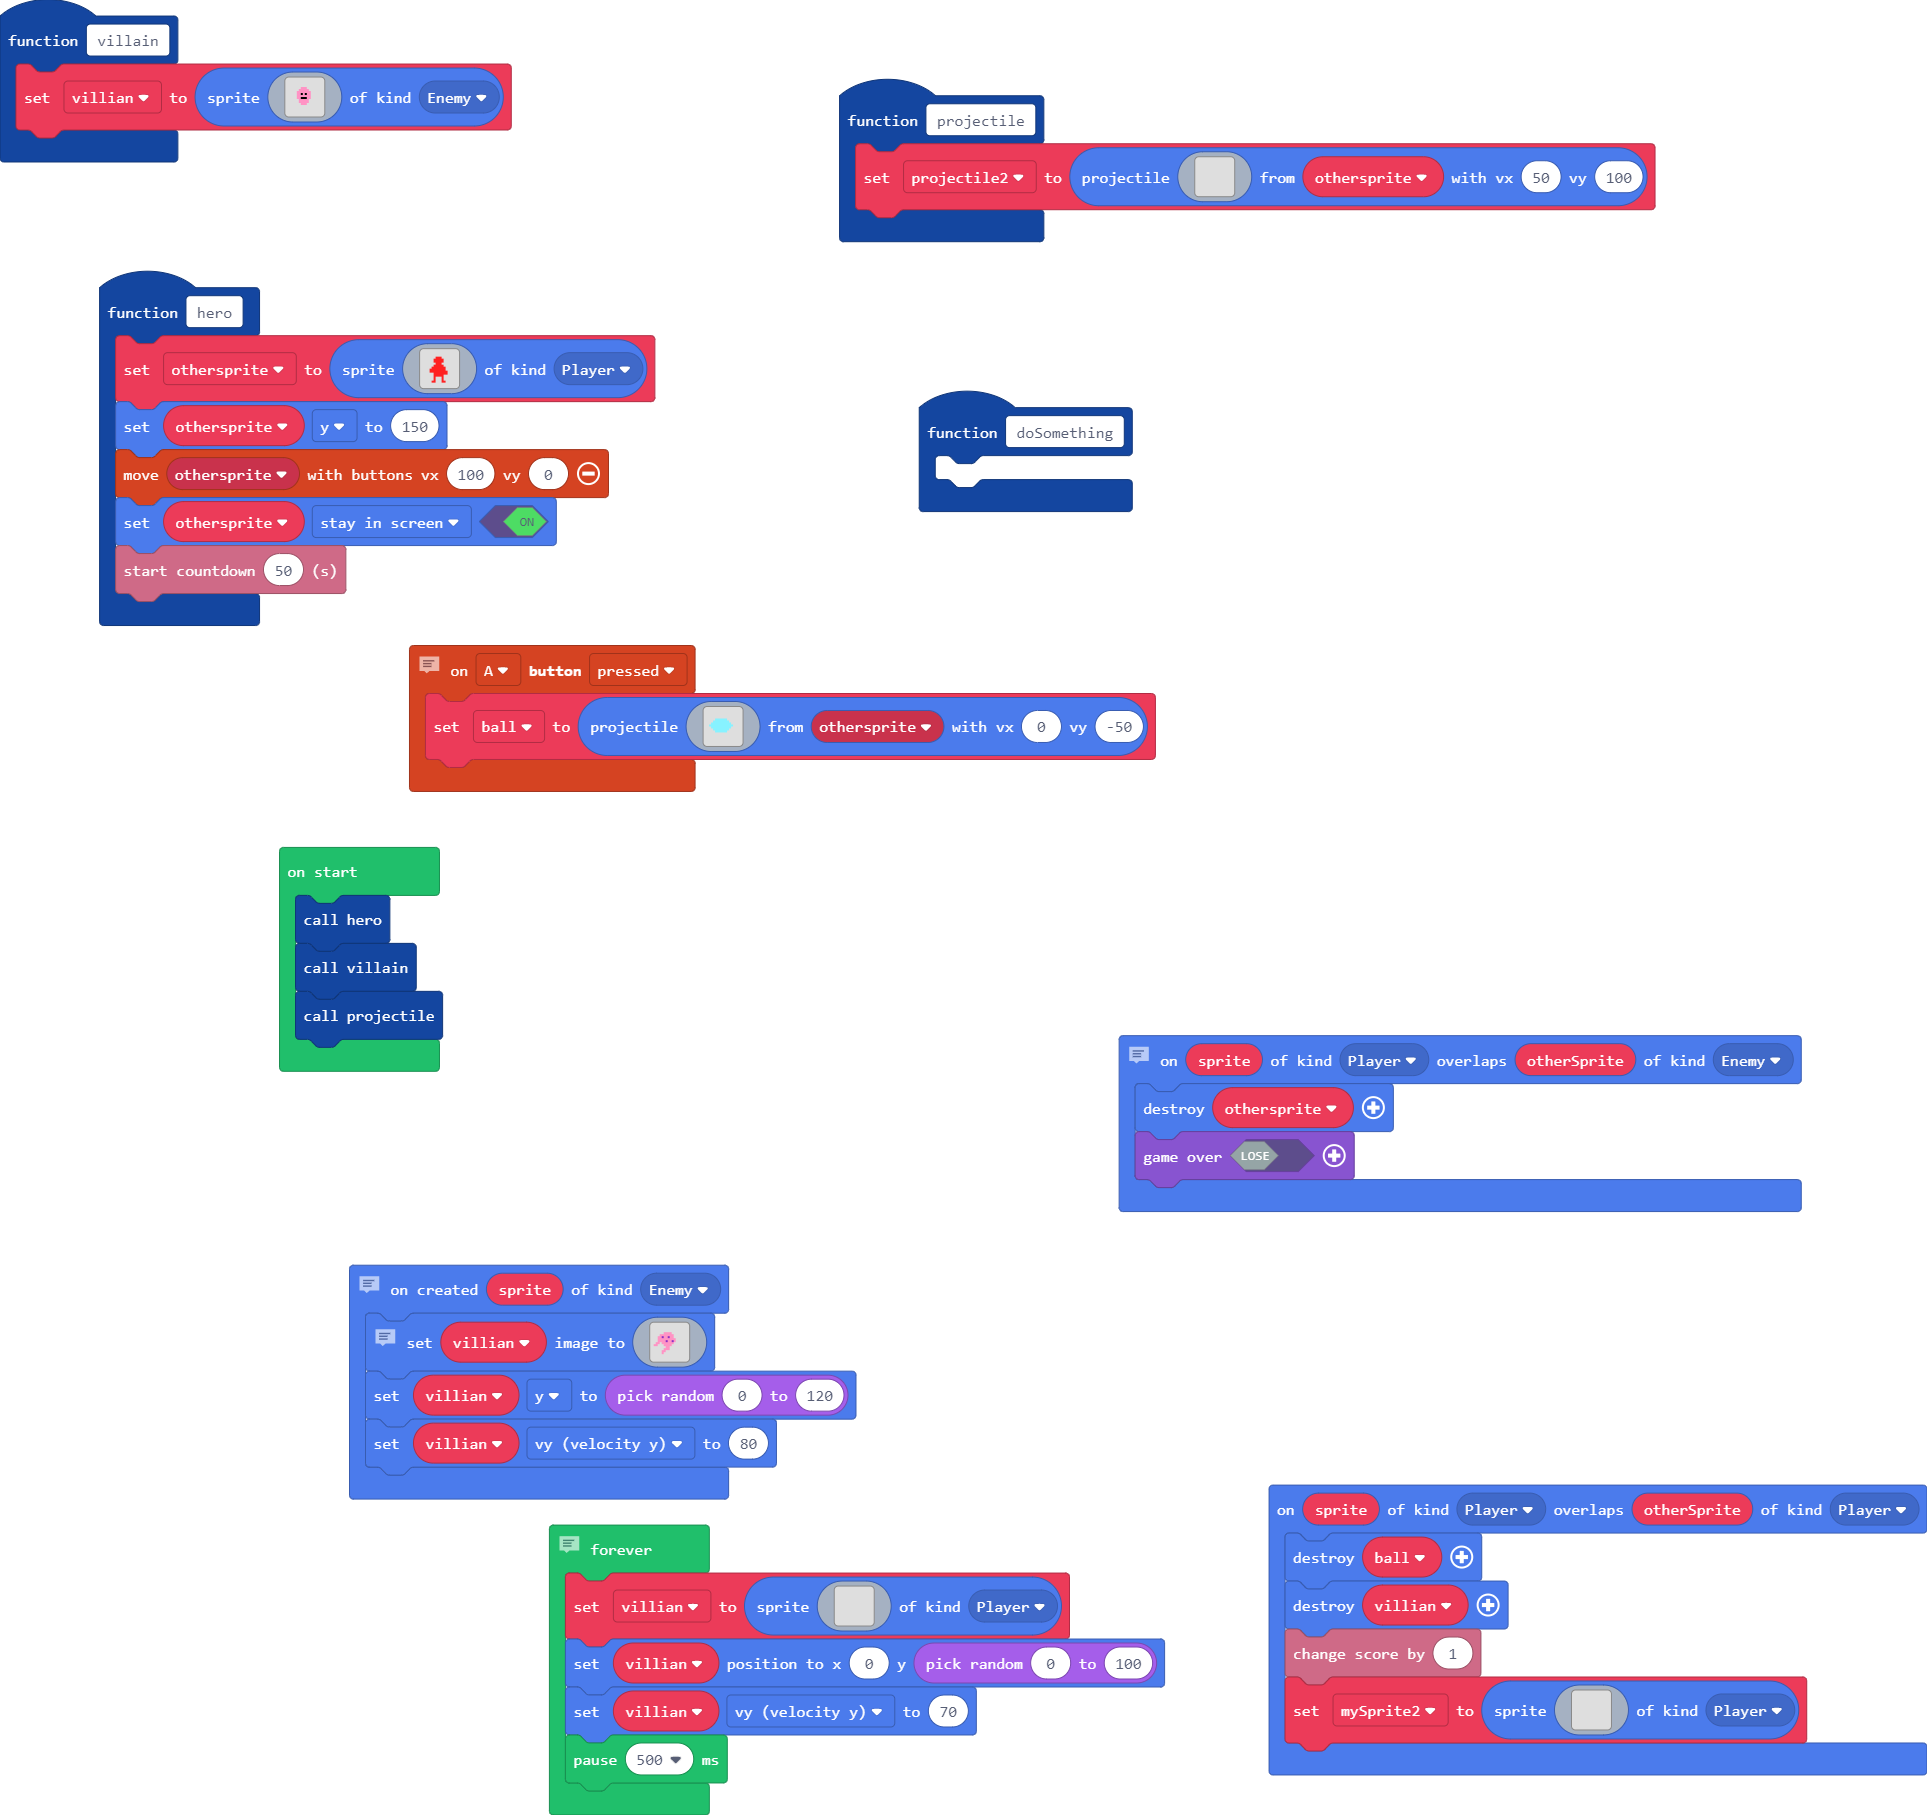 function villain
set villian to sprite of kind Enemy
function projectile
set projectile2 to projectile from othersprite with vx 50 vy 100
function hero
set othersprite to sprite of kind Player
set othersprite y to 150
move othersprite with buttons vx 100 vy 0
set othersprite stay in screen ON
start countdown 50 (s)
function doSomething
on A button pressed
set ball to projectile from othersprite with vx 0 vy -50
on start
call hero
call villain
call projectile
on sprite of kind Player overlaps otherSprite of kind Enemy
destroy othersprite
game over LOSE
on created sprite of kind Enemy
set villian image to
set villian y to pick random 0 to 120
set villian vy (velocity y) to 80
on sprite of kind Player overlaps otherSprite of kind Player
destroy ball
destroy villian
change score by 1
set mySprite2 to sprite of kind Player
forever
set villian to sprite of kind Player
set villian position to x 0 y pick random 0 to 100
set villian vy (velocity y) to 70
pause 500 ms